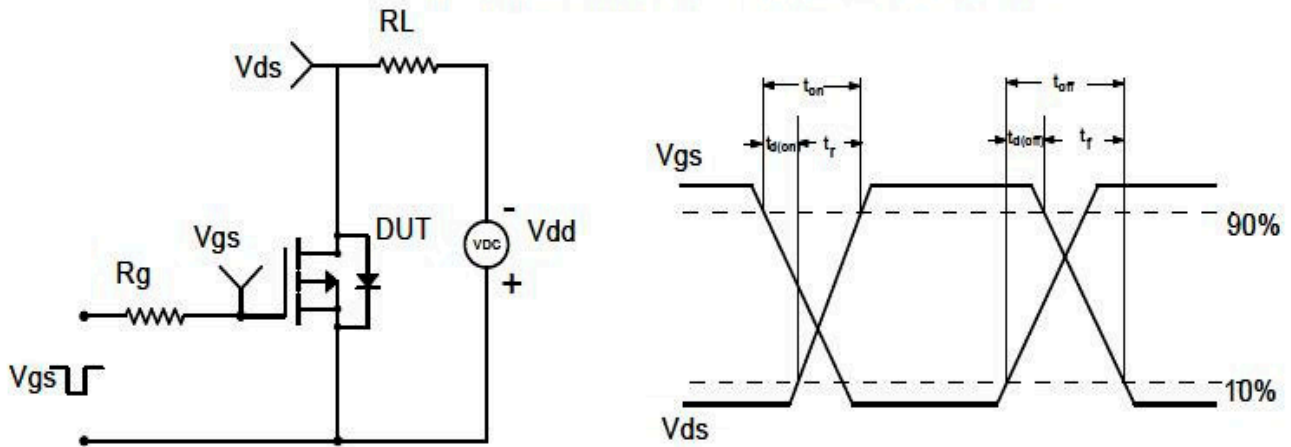 RL
Vds
DUT
-
Vdd
VDC
+
Vgs
Rg
Vgs
ton
toff
td(on)
tr
td(off)
tf
Vgs
90%
10%
Vds